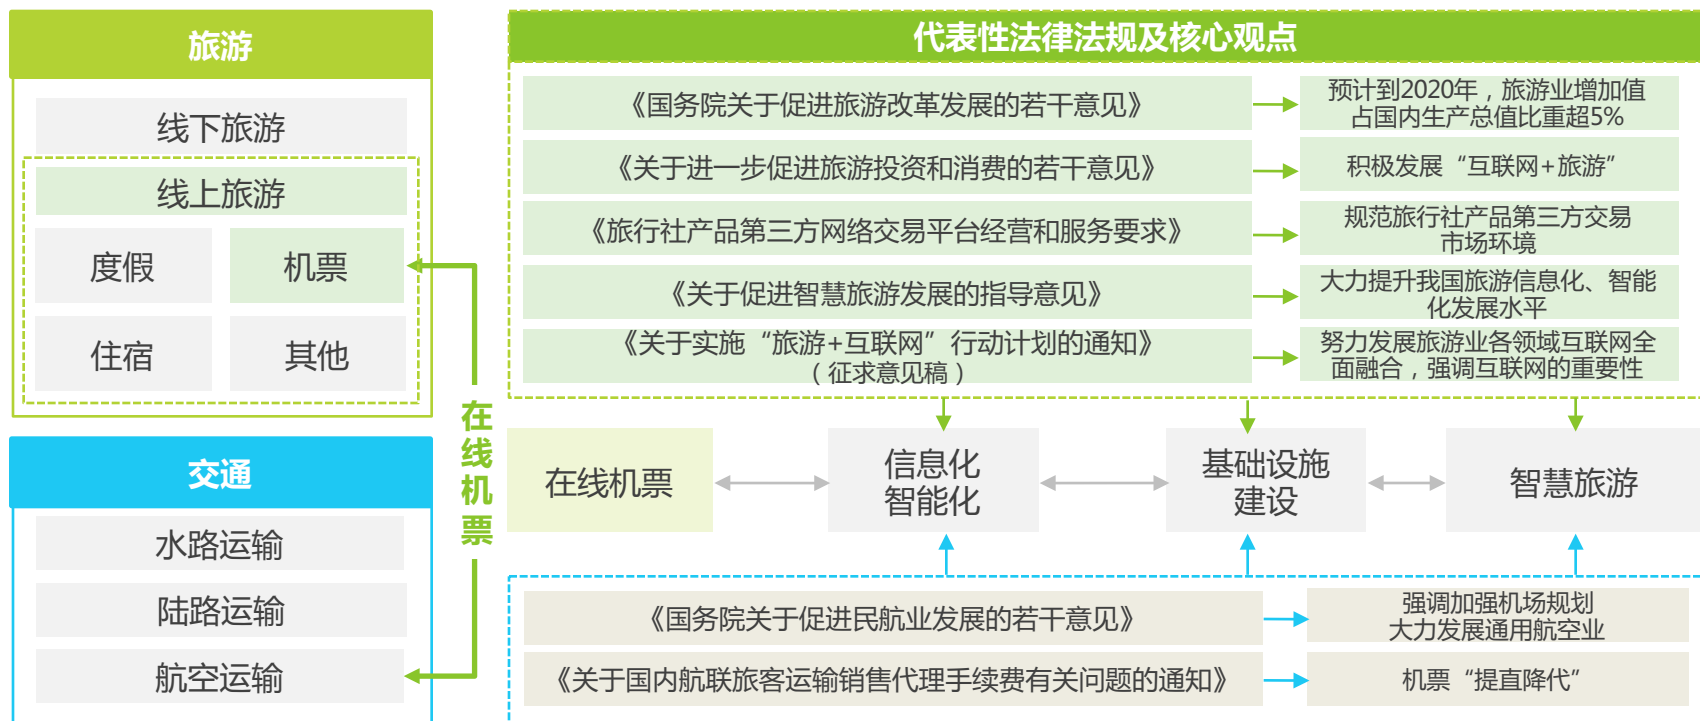 旅游
线下旅游
线上旅游
度假
机票
住宿
其他
交通
水路运输
陆路运输
航空运输
在线机票
代表性法律法规及核心观点
《国务院关于促进旅游改革发展的若干意见》
预计到2020年，旅游业增加值
占国内生产总值比重超5%
《关于进一步促进旅游投资和消费的若干意见》
积极发展“互联网+旅游”
《旅行社产品第三方网络交易平台经营和服务要求》
规范旅行社产品第三方交易
市场环境
《关于促进智慧旅游发展的指导意见》
大力提升我国旅游信息化、智能
化发展水平
《关于实施“旅游+互联网”行动计划的通知》
（征求意见稿）
努力发展旅游业各领域互联网全
面融合，强调互联网的重要性
在线机票
信息化
智能化
基础设施
建设
智慧旅游
《国务院关于促进民航业发展的若干意见》
强调加强机场规划
大力发展通用航空业
《关于国内航联旅客运输销售代理手续费有关问题的通知》
机票“提直降代”